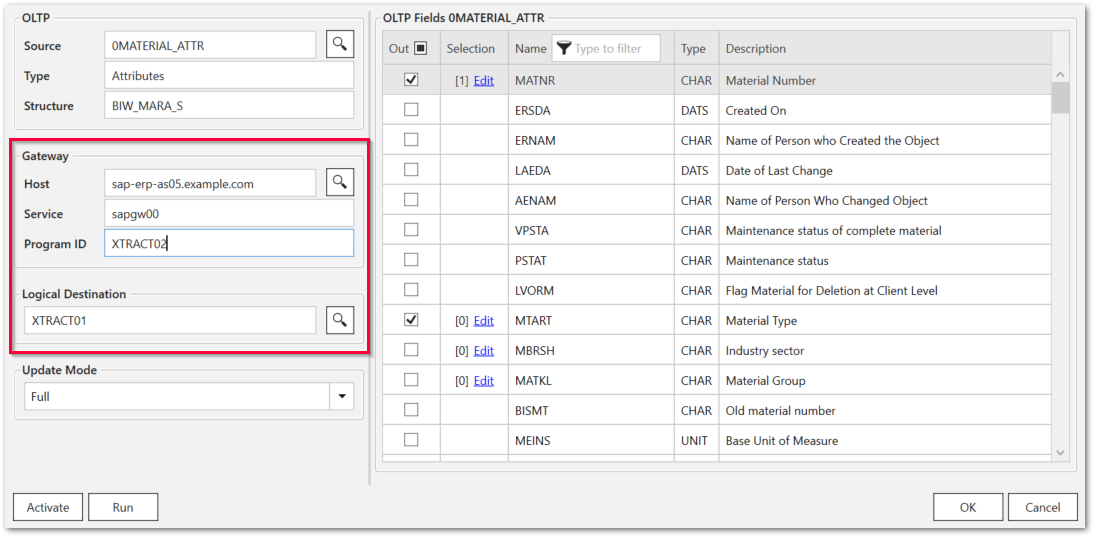 OLTP
Source 0MATERIAL_ATTR
Type Attributes
Structure BIW_MARA_S
Gateway
Host sap-erp-as05.example.com
Service sapgw00
Program ID XTRACT02
Logical Destination
XTRACT01
Update Mode
Full
Activate Run
OLTP Fields 0MATERIAL_ATTR
Out Selection Name Type to filter Type Description
[1] Edit MATNR CHAR Material Number
ERSDA DATS Created On
ERNAM CHAR Name of Person who Created the Object
LAEDA DATS Date of Last Change
AENAM CHAR Name of Person Who Changed Object
VPSTA CHAR Maintenance status of complete material
PSTAT CHAR Maintenance status
LVORM CHAR Flag Material for Deletion at Client Level
[0] Edit MTART CHAR Material Type
[0] Edit MBRSH CHAR Industry sector
[0] Edit MATKL CHAR Material Group
BISMT CHAR Old material number
MEINS UNIT Base Unit of Measure
OK Cancel